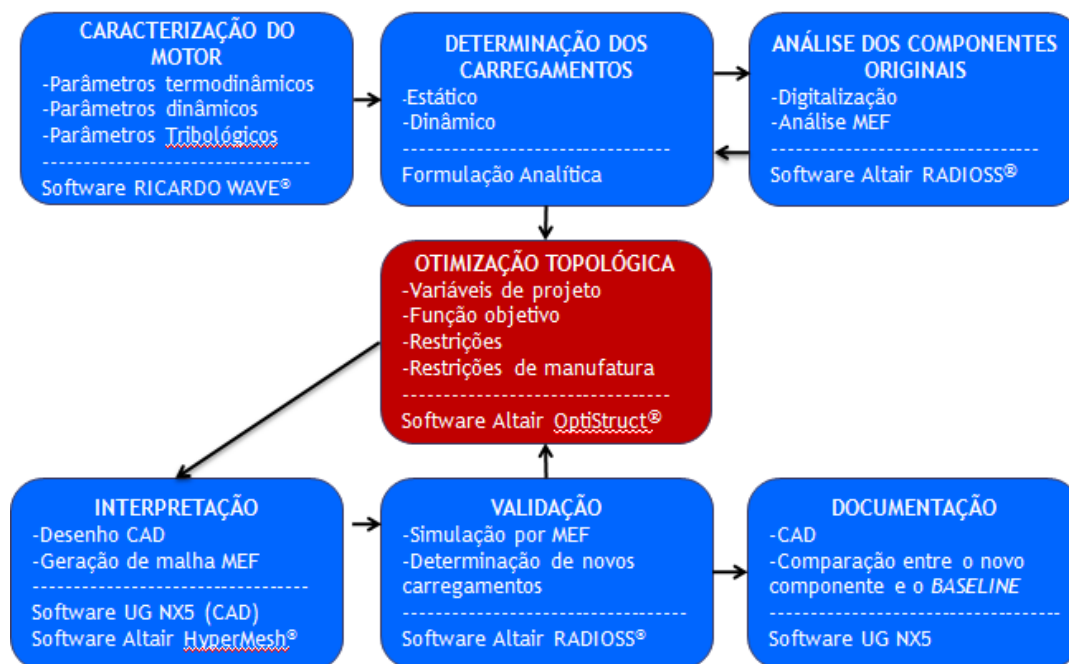 CARACTERIZAÇÃO DO
MOTOR
-Parâmetros termodinâmicos
-Parâmetros dinâmicos
-Parâmetros Tribológicos
--------------------------------
Software RICARDO WAVE®
DETERMINAÇÃO DOS
CARREGAMENTOS
-Estático
-Dinâmico
--------------------------------
Formulação Analítica
ANÁLISE DOS COMPONENTES
ORIGINAIS
-Digitalização
-Análise MEF
--------------------------------
Software Altair RADIOSS®
OTIMIZAÇÃO TOPOLÓGICA
-Variáveis de projeto
-Função objetivo
-Restrições
-Restrições de manufatura
--------------------------------
Software Altair OptiStruct®
INTERPRETAÇÃO
-Desenho CAD
-Geração de malha MEF
--------------------------------
Software UG NX5 (CAD)
Software Altair HyperMesh®
VALIDAÇÃO
-Simulação por MEF
-Determinação de novos
carregamentos
----------------------------------
Software Altair RADIOSS®
DOCUMENTAÇÃO
-CAD
-Comparação entre o novo
componente e o BASELINE
----------------------------------
Software UG NX5